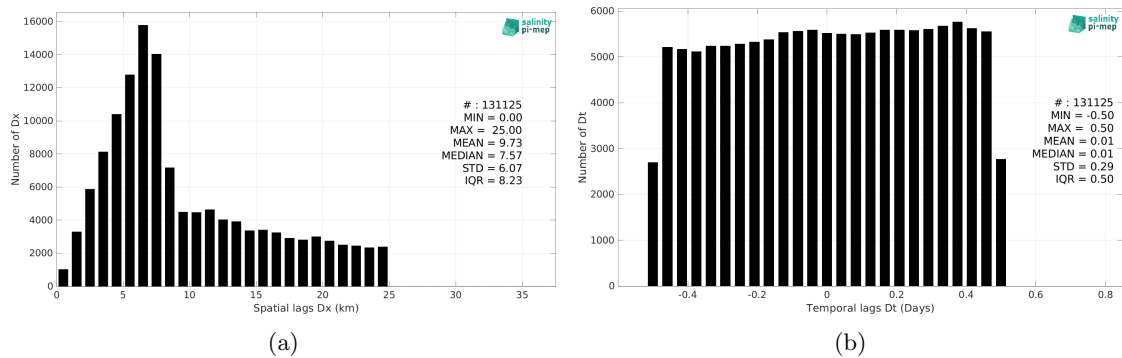 16000
14000
12000
10000
8000
6000
4000
2000
0
Number of Dx
0 5 10 15 20 25 30 35
Spatial lags Dx (km)
salinity
pi-mep
# : 131125
MIN = 0.00
MAX = 25.00
MEAN = 9.73
MEDIAN = 7.57
STD = 6.07
IQR = 8.23
(a)
6000
5000
4000
3000
2000
1000
0
Number of Dt
-0.4 -0.2 0 0.2 0.4 0.6 0.8
Temporal lags Dt (Days)
salinity
pi-mep
# : 131125
MIN = -0.50
MAX = 0.50
MEAN = 0.01
MEDIAN = 0.01
STD = 0.29
IQR = 0.50
(b)